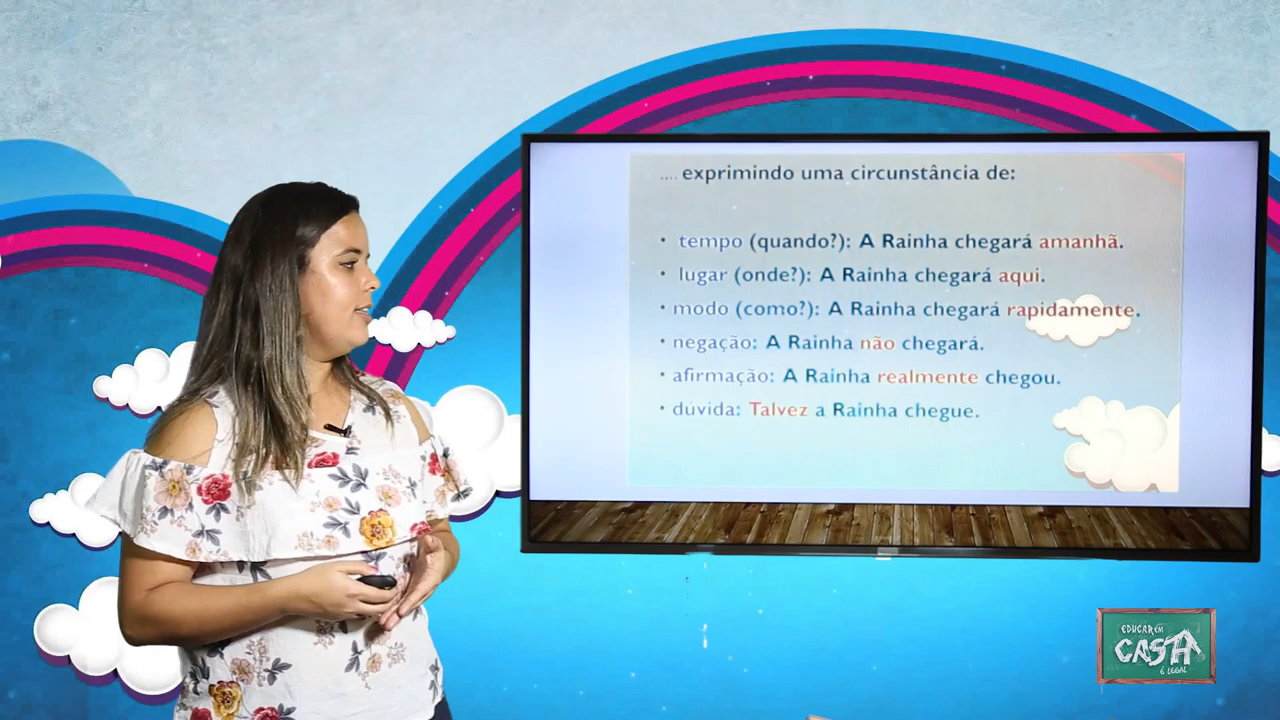 .... exprimindo uma circunstância de:
• tempo (quando?): A Rainha chegará amanhã.
• lugar (onde?): A Rainha chegará aqui.
• modo (como?): A Rainha chegará rapidamente.
• negação: A Rainha não chegará.
• afirmação: A Rainha realmente chegou.
• dúvida: Talvez a Rainha chegue.
EDUCAR EM
CASA
É LEGAL